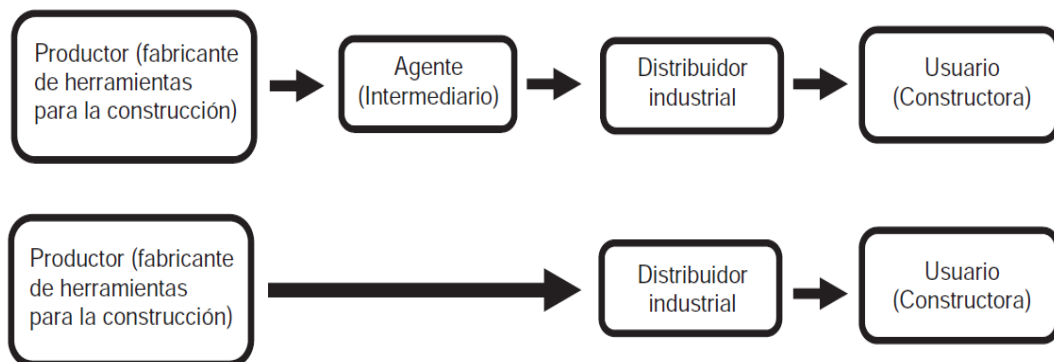 Productor (fabricante
de herramientas
para la construcción)
Agente
(Intermediario)
Distribuidor
industrial
Usuario
(Constructora)
Productor (fabricante
de herramientas
para la construcción)
Distribuidor
industrial
Usuario
(Constructora)